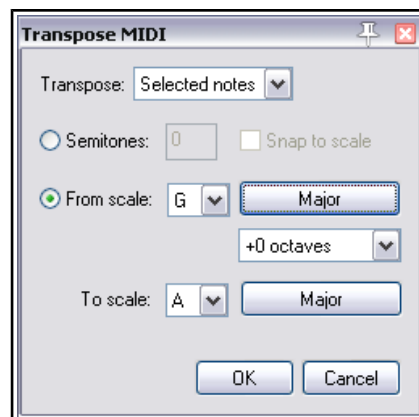 Transpose MIDI
Transpose: Selected notes
Semitones: 0 Snap to scale
From scale: G Major
+0 octaves
To scale: A Major
OK Cancel